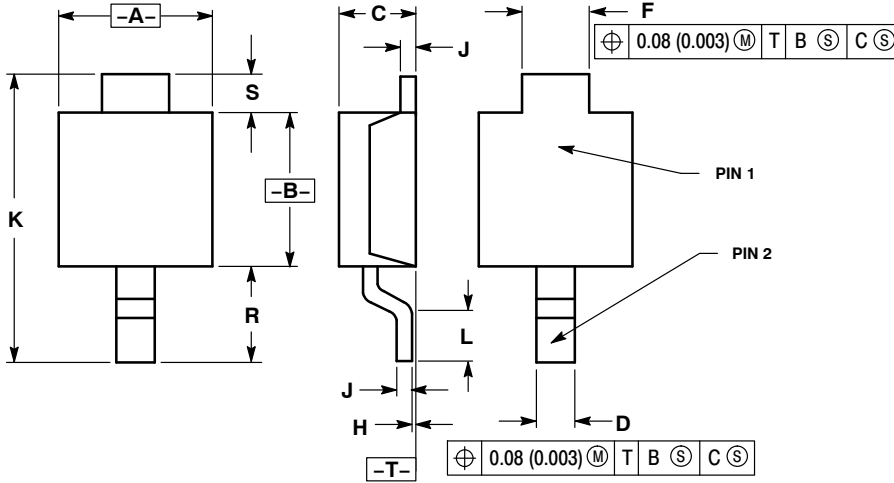 –A–
C
F
⌖ 0.08 (0.003) Ⓜ T B Ⓢ C Ⓢ
J
S
PIN 1
–B–
K
PIN 2
R
L
J
H
D
⌖ 0.08 (0.003) Ⓜ T B Ⓢ C Ⓢ
–T–